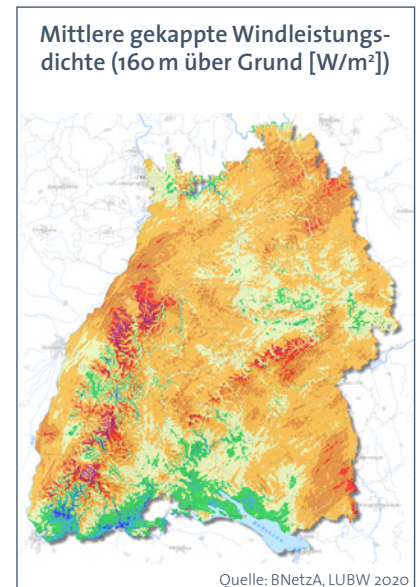 Mittlere gekappte Windleistungs-
dichte (160 m über Grund [W/m²])
Quelle: BNetzA, LUBW 2020